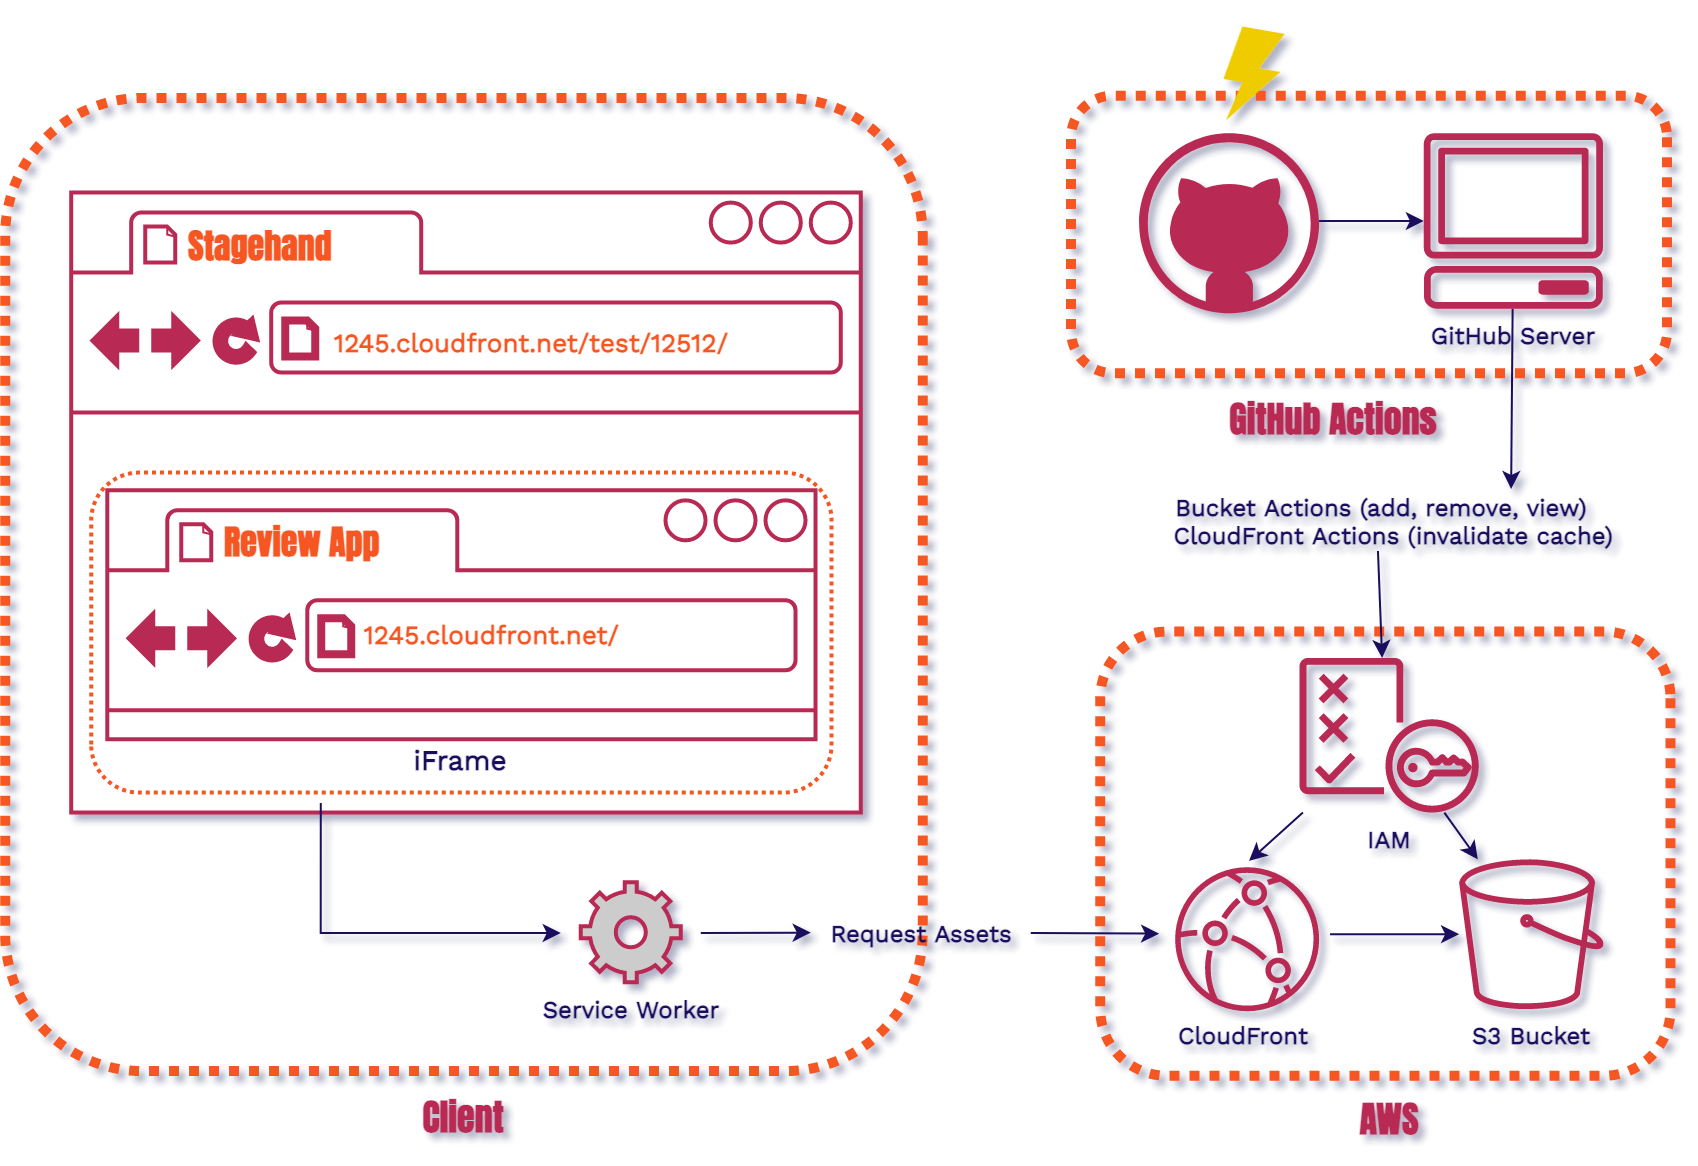 Stagehand
1245.cloudfront.net/test/12512/
Review App
1245.cloudfront.net/
iFrame
Service Worker
Request Assets
Client
GitHub Server
GitHub Actions
Bucket Actions (add, remove, view)
CloudFront Actions (invalidate cache)
IAM
CloudFront
S3 Bucket
AWS